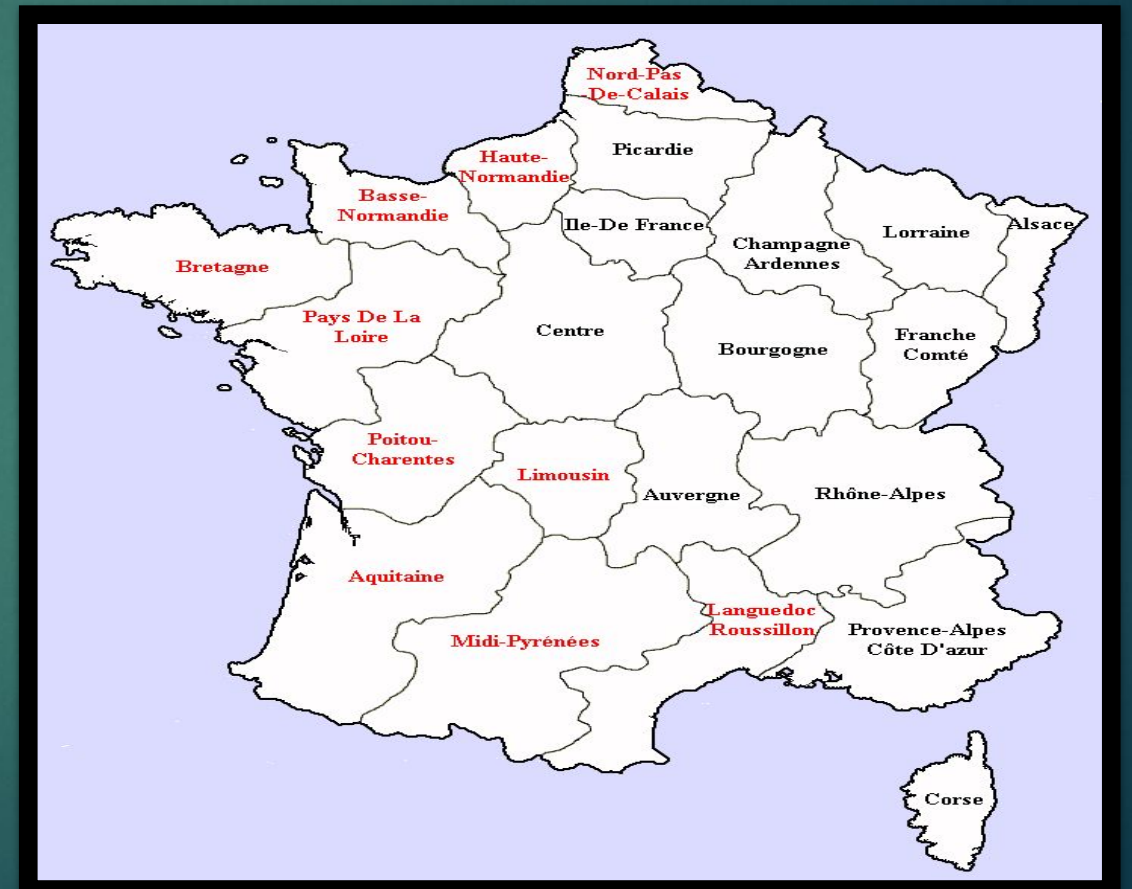 Nord-Pas
-De-Calais
Picardie
Haute-
Normandie
Basse-
Normandie
Ile-De France
Champagne
Ardennes
Lorraine
Alsace
Bretagne
Pays De La
Loire
Centre
Bourgogne
Franche
Comté
Poitou-
Charentes
Limousin
Auvergne
Rhône-Alpes
Aquitaine
Midi-Pyrénées
Languedoc
Roussillon
Provence-Alpes
Côte D'azur
Corse